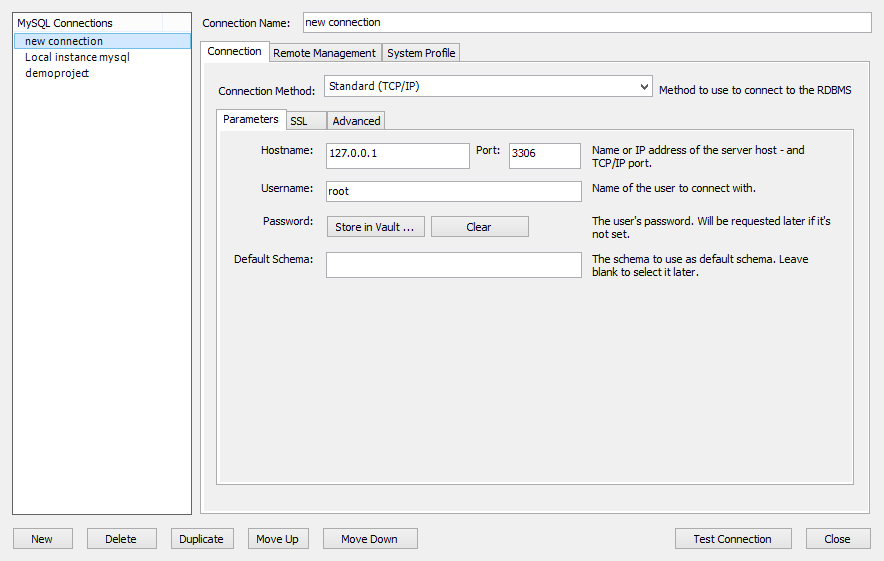 MySQL Connections
new connection
Local instance mysql
demoproject
Connection Name: new connection
Connection Remote Management System Profile
Connection Method: Standard (TCP/IP) Method to use to connect to the RDBMS
Parameters SSL Advanced
Hostname: 127.0.0.1 Port: 3306 Name or IP address of the server host - and
TCP/IP port.
Username: root Name of the user to connect with.
Password: Store in Vault ... Clear The user's password. Will be requested later if it's
not set.
Default Schema: The schema to use as default schema. Leave
blank to select it later.
New Delete Duplicate Move Up Move Down Test Connection Close